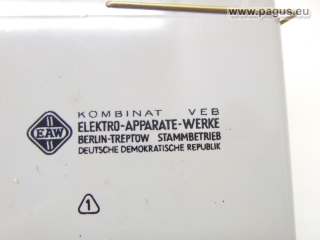 www.pagus.eu
KOMBINAT VEB
EAW
ELEKTRO-APPARATE-WERKE
BERLIN-TREPTOW STAMMBETRIEB
DEUTSCHE DEMOKRATISCHE REPUBLIK
1